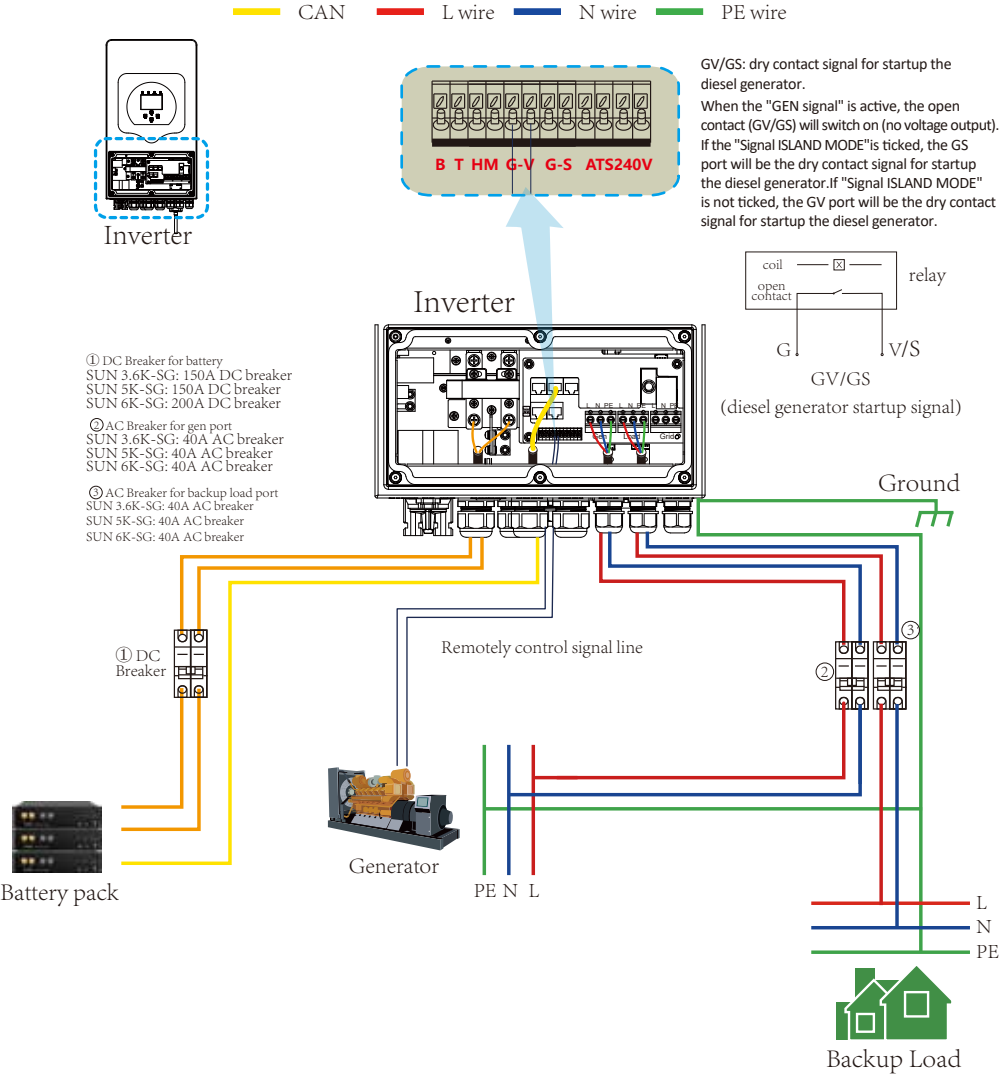 CAN L wire N wire PE wire
GV/GS: dry contact signal for startup the
diesel generator.
When the "GEN signal" is active, the open
contact (GV/GS) will switch on (no voltage output).
If the "Signal ISLAND MODE"is ticked, the GS
port will be the dry contact signal for startup
the diesel generator.If "Signal ISLAND MODE"
is not ticked, the GV port will be the dry contact
signal for startup the diesel generator.
B T HM G-V G-S ATS240V
Inverter
coil
open
contact
relay
G
V/S
GV/GS
(diesel generator startup signal)
Inverter
① DC Breaker for battery
SUN 3.6K-SG: 150A DC breaker
SUN 5K-SG: 150A DC breaker
SUN 6K-SG: 200A DC breaker
② AC Breaker for gen port
SUN 3.6K-SG: 40A AC breaker
SUN 5K-SG: 40A AC breaker
SUN 6K-SG: 40A AC breaker
③ AC Breaker for backup load port
SUN 3.6K-SG: 40A AC breaker
SUN 5K-SG: 40A AC breaker
SUN 6K-SG: 40A AC breaker
L N PE L N PE L N PE
Gen Load Grid
Ground
① DC
Breaker
Remotely control signal line
②
③
Battery pack
Generator
PE N L
L
N
PE
Backup Load